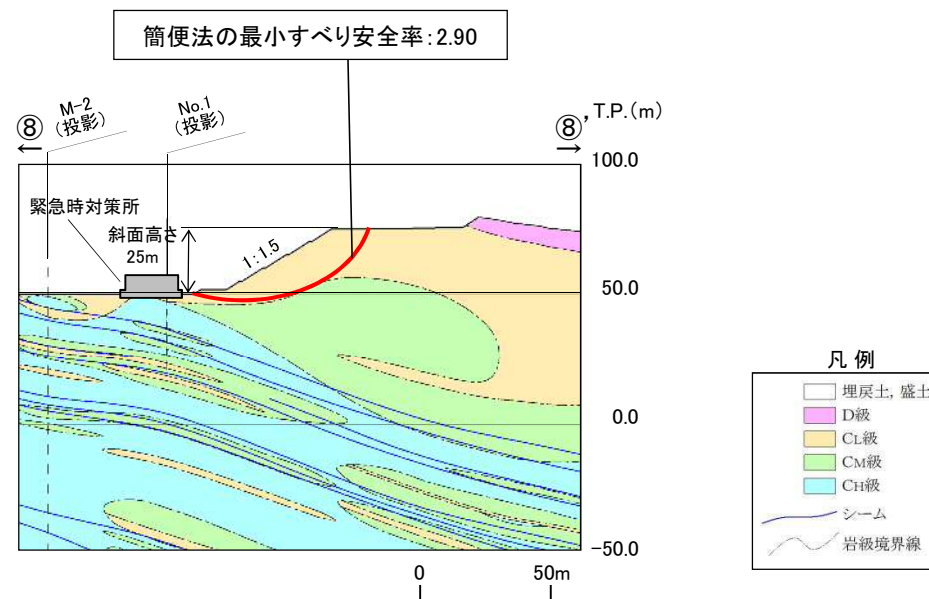 簡便法の最小すべり安全率:2.90
M-2
(投影)
No.1
(投影)
⑧
←
⑧'
→
T.P.(m)
100.0
緊急時対策所
斜面高さ
25m
1:1.5
50.0
0.0
-50.0
0
50m
凡 例
埋戻土, 盛土
D級
CL級
CM級
CH級
シーム
岩級境界線